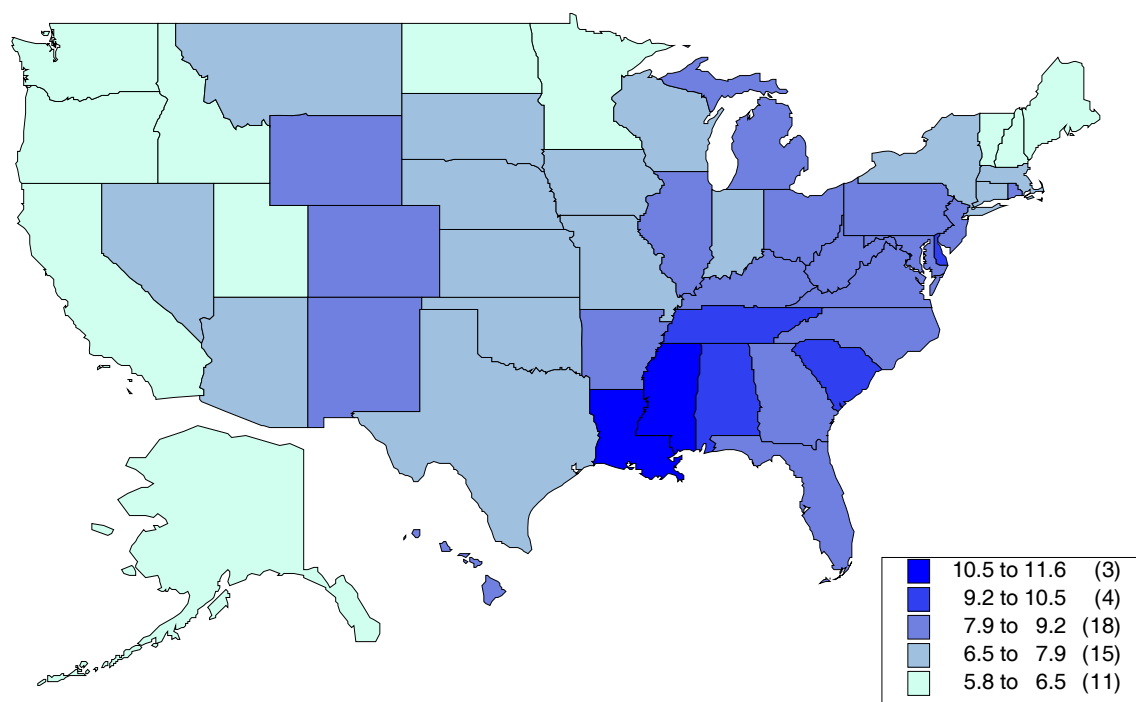 10.5 to 11.6 (3)
9.2 to 10.5 (4)
7.9 to 9.2 (18)
6.5 to 7.9 (15)
5.8 to 6.5 (11)